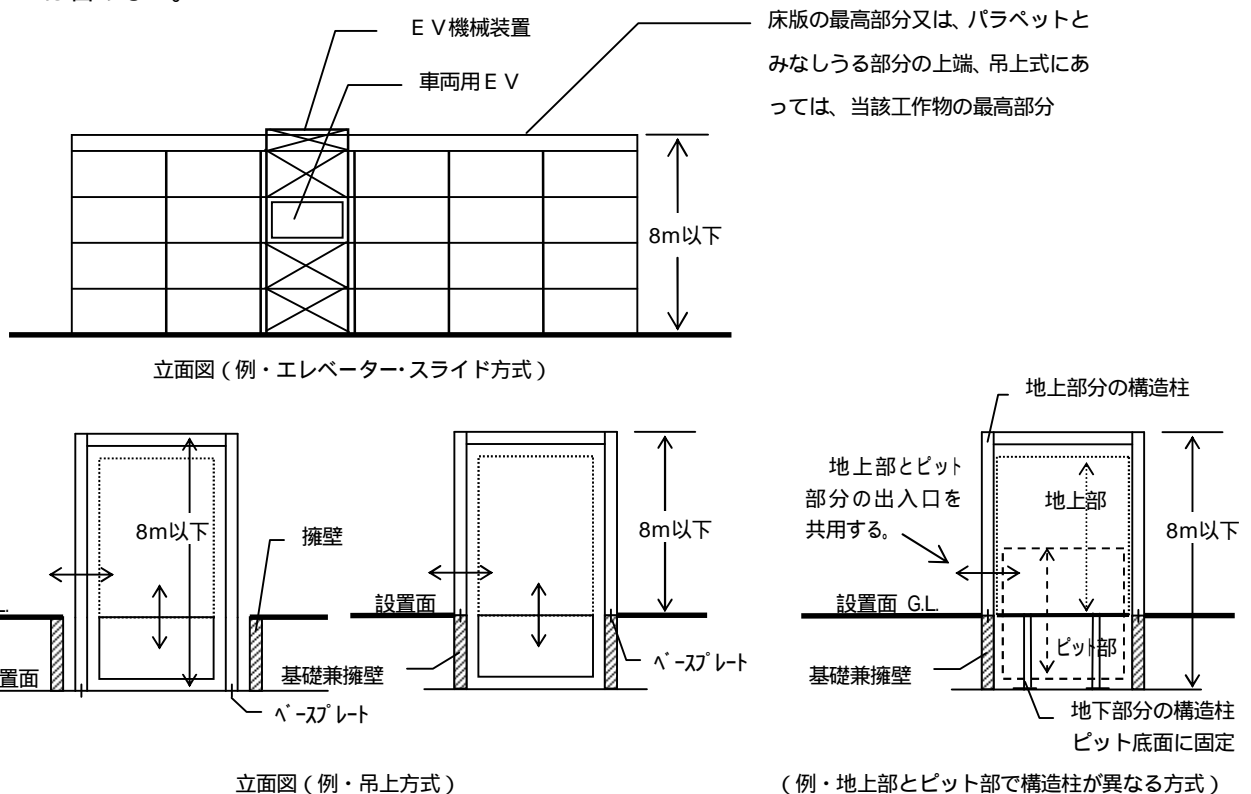 ＥＶ機械装置
車両用ＥＶ
床版の最高部分又は、パラペットと
みなしうる部分の上端、吊上式にあ
っては、当該工作物の最高部分
8m以下
立面図（例・エレベーター・スライド方式）
8m以下
擁壁
置面
ﾍﾞｰｽﾌﾟﾚｰﾄ
8m以下
設置面
基礎兼擁壁
ﾍﾞｰｽﾌﾟﾚｰﾄ
立面図（例・吊上方式）
地上部分の構造柱
地上部とピット
部分の出入口を
共用する。
地上部
8m以下
設置面 G.L.
ピット部
基礎兼擁壁
地下部分の構造柱
ピット底面に固定
（例・地上部とピット部で構造柱が異なる方式）